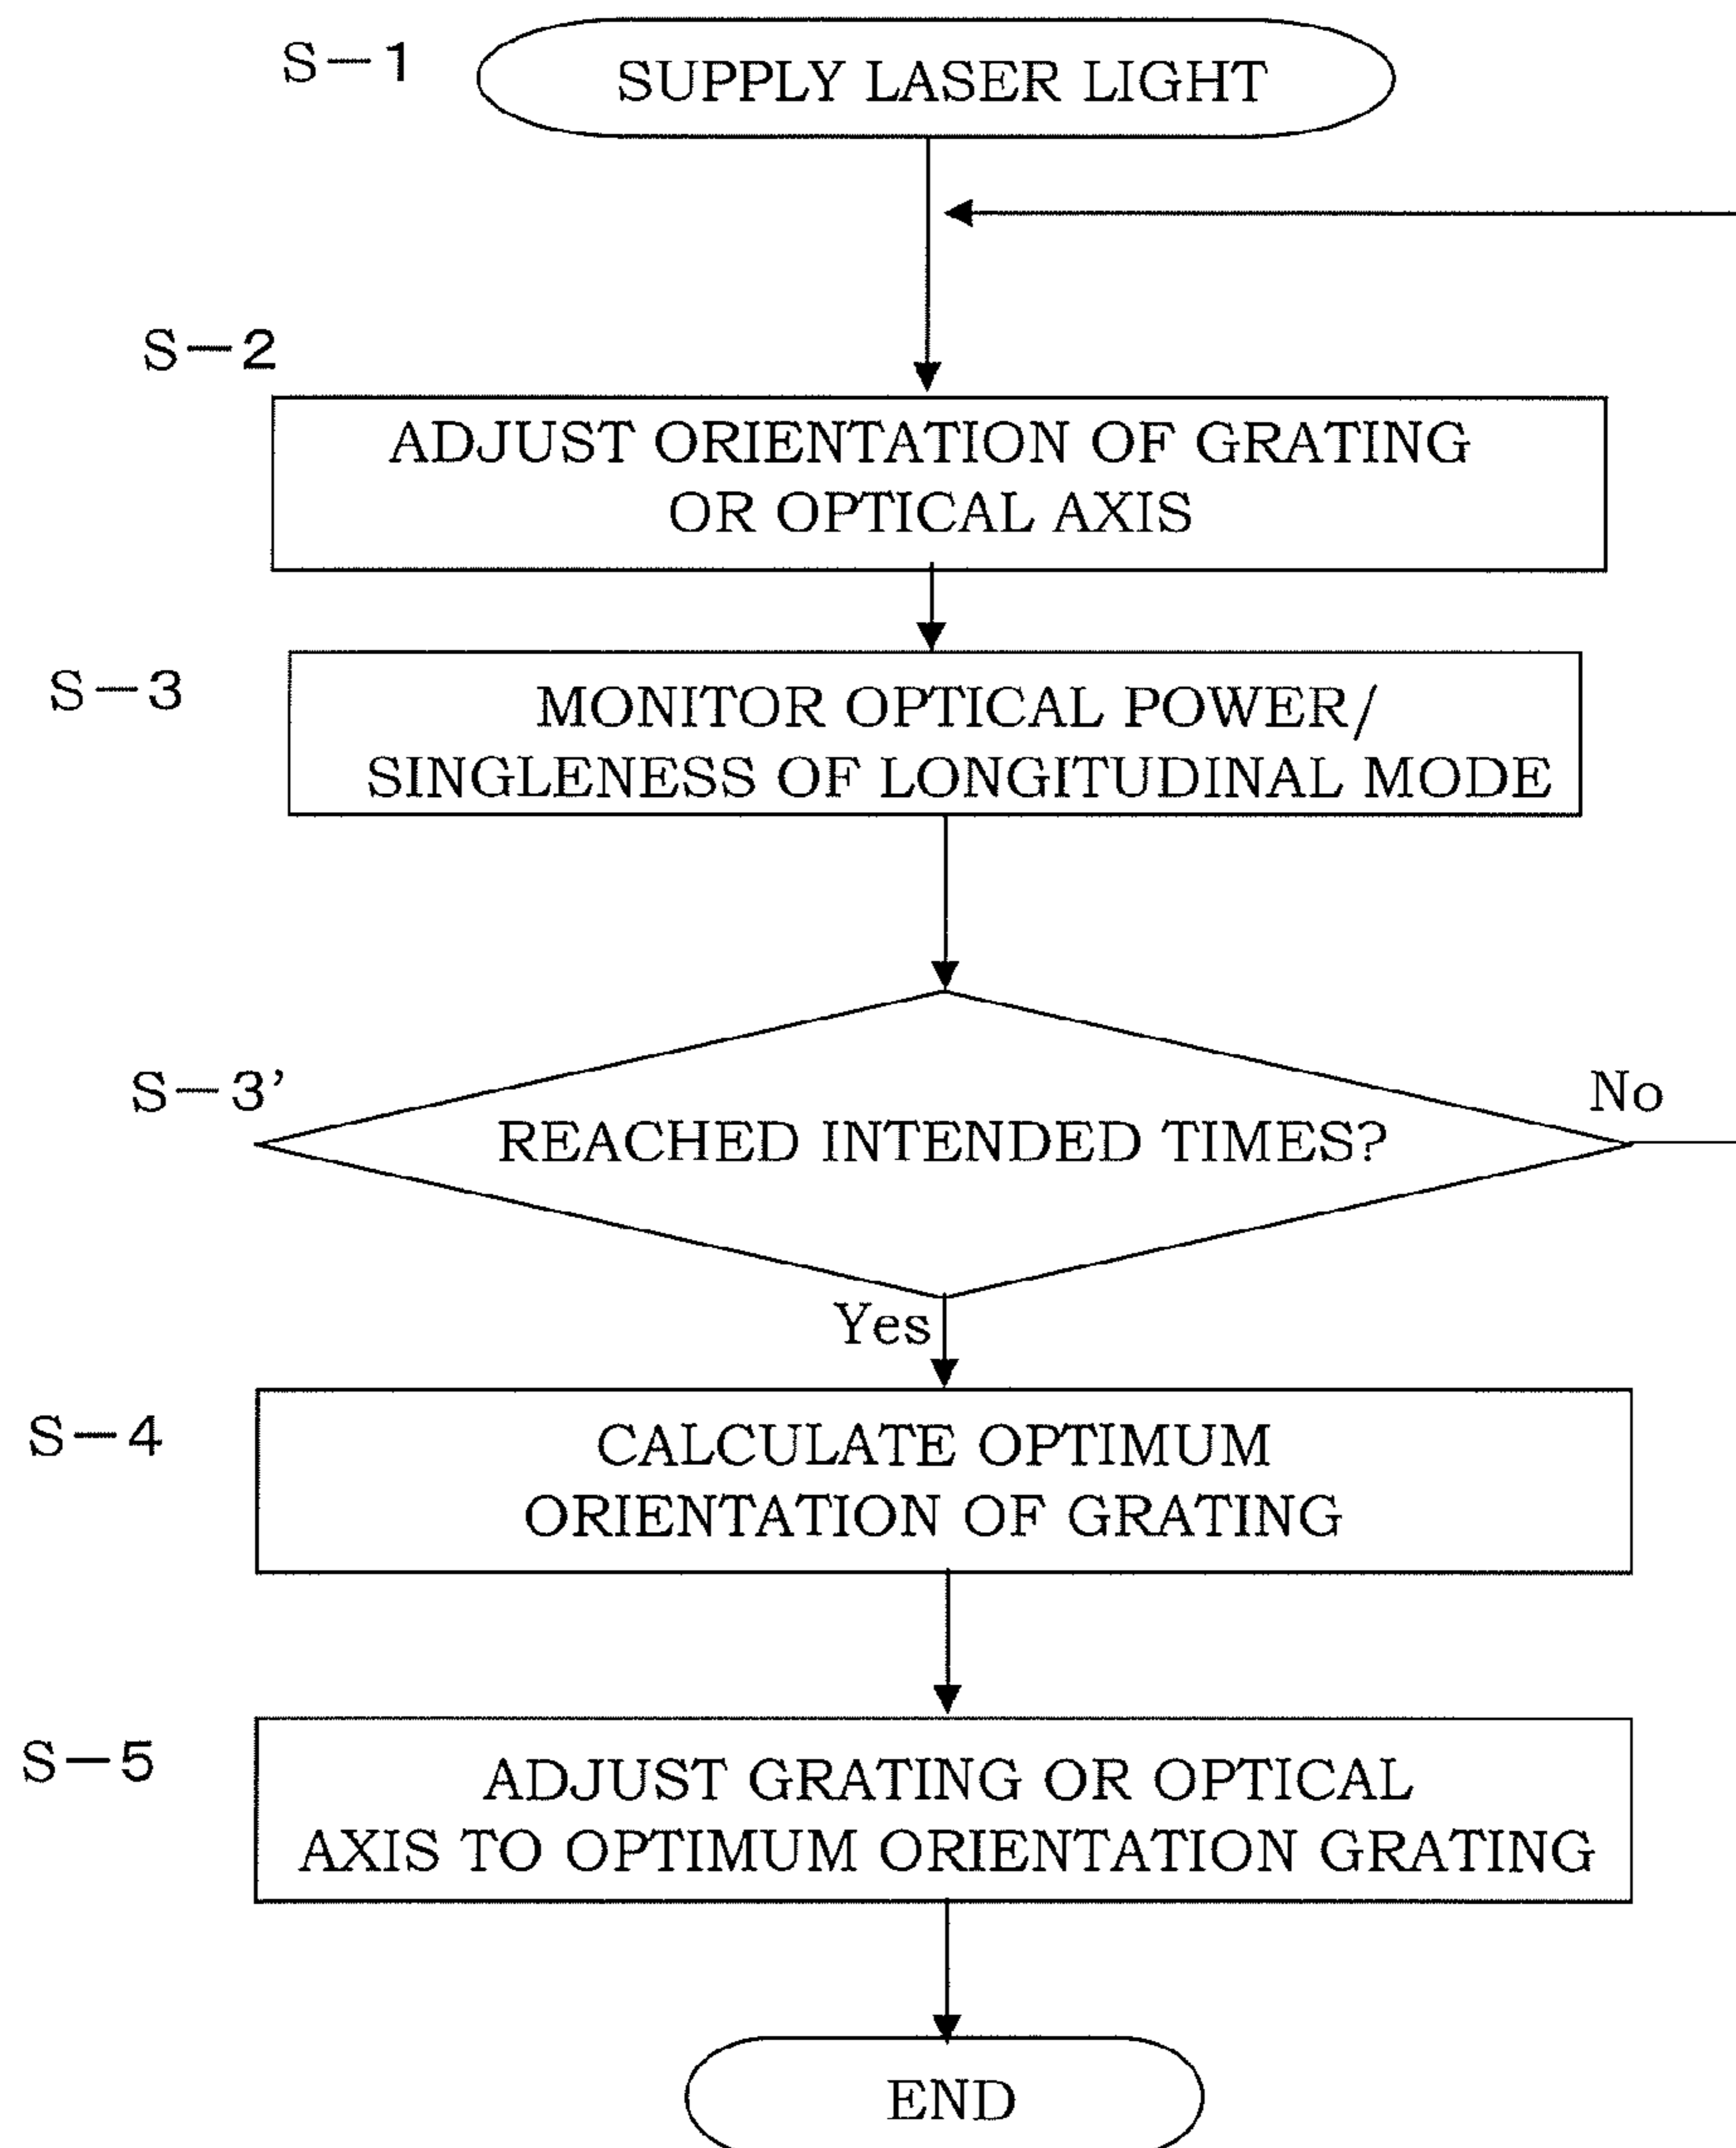 S-1
SUPPLY LASER LIGHT
S-2
ADJUST ORIENTATION OF GRATING
OR OPTICAL AXIS
S-3
MONITOR OPTICAL POWER/
SINGLENESS OF LONGITUDINAL MODE
S-3'
REACHED INTENDED TIMES?
No
Yes
S-4
CALCULATE OPTIMUM
ORIENTATION OF GRATING
S-5
ADJUST GRATING OR OPTICAL
AXIS TO OPTIMUM ORIENTATION GRATING
END